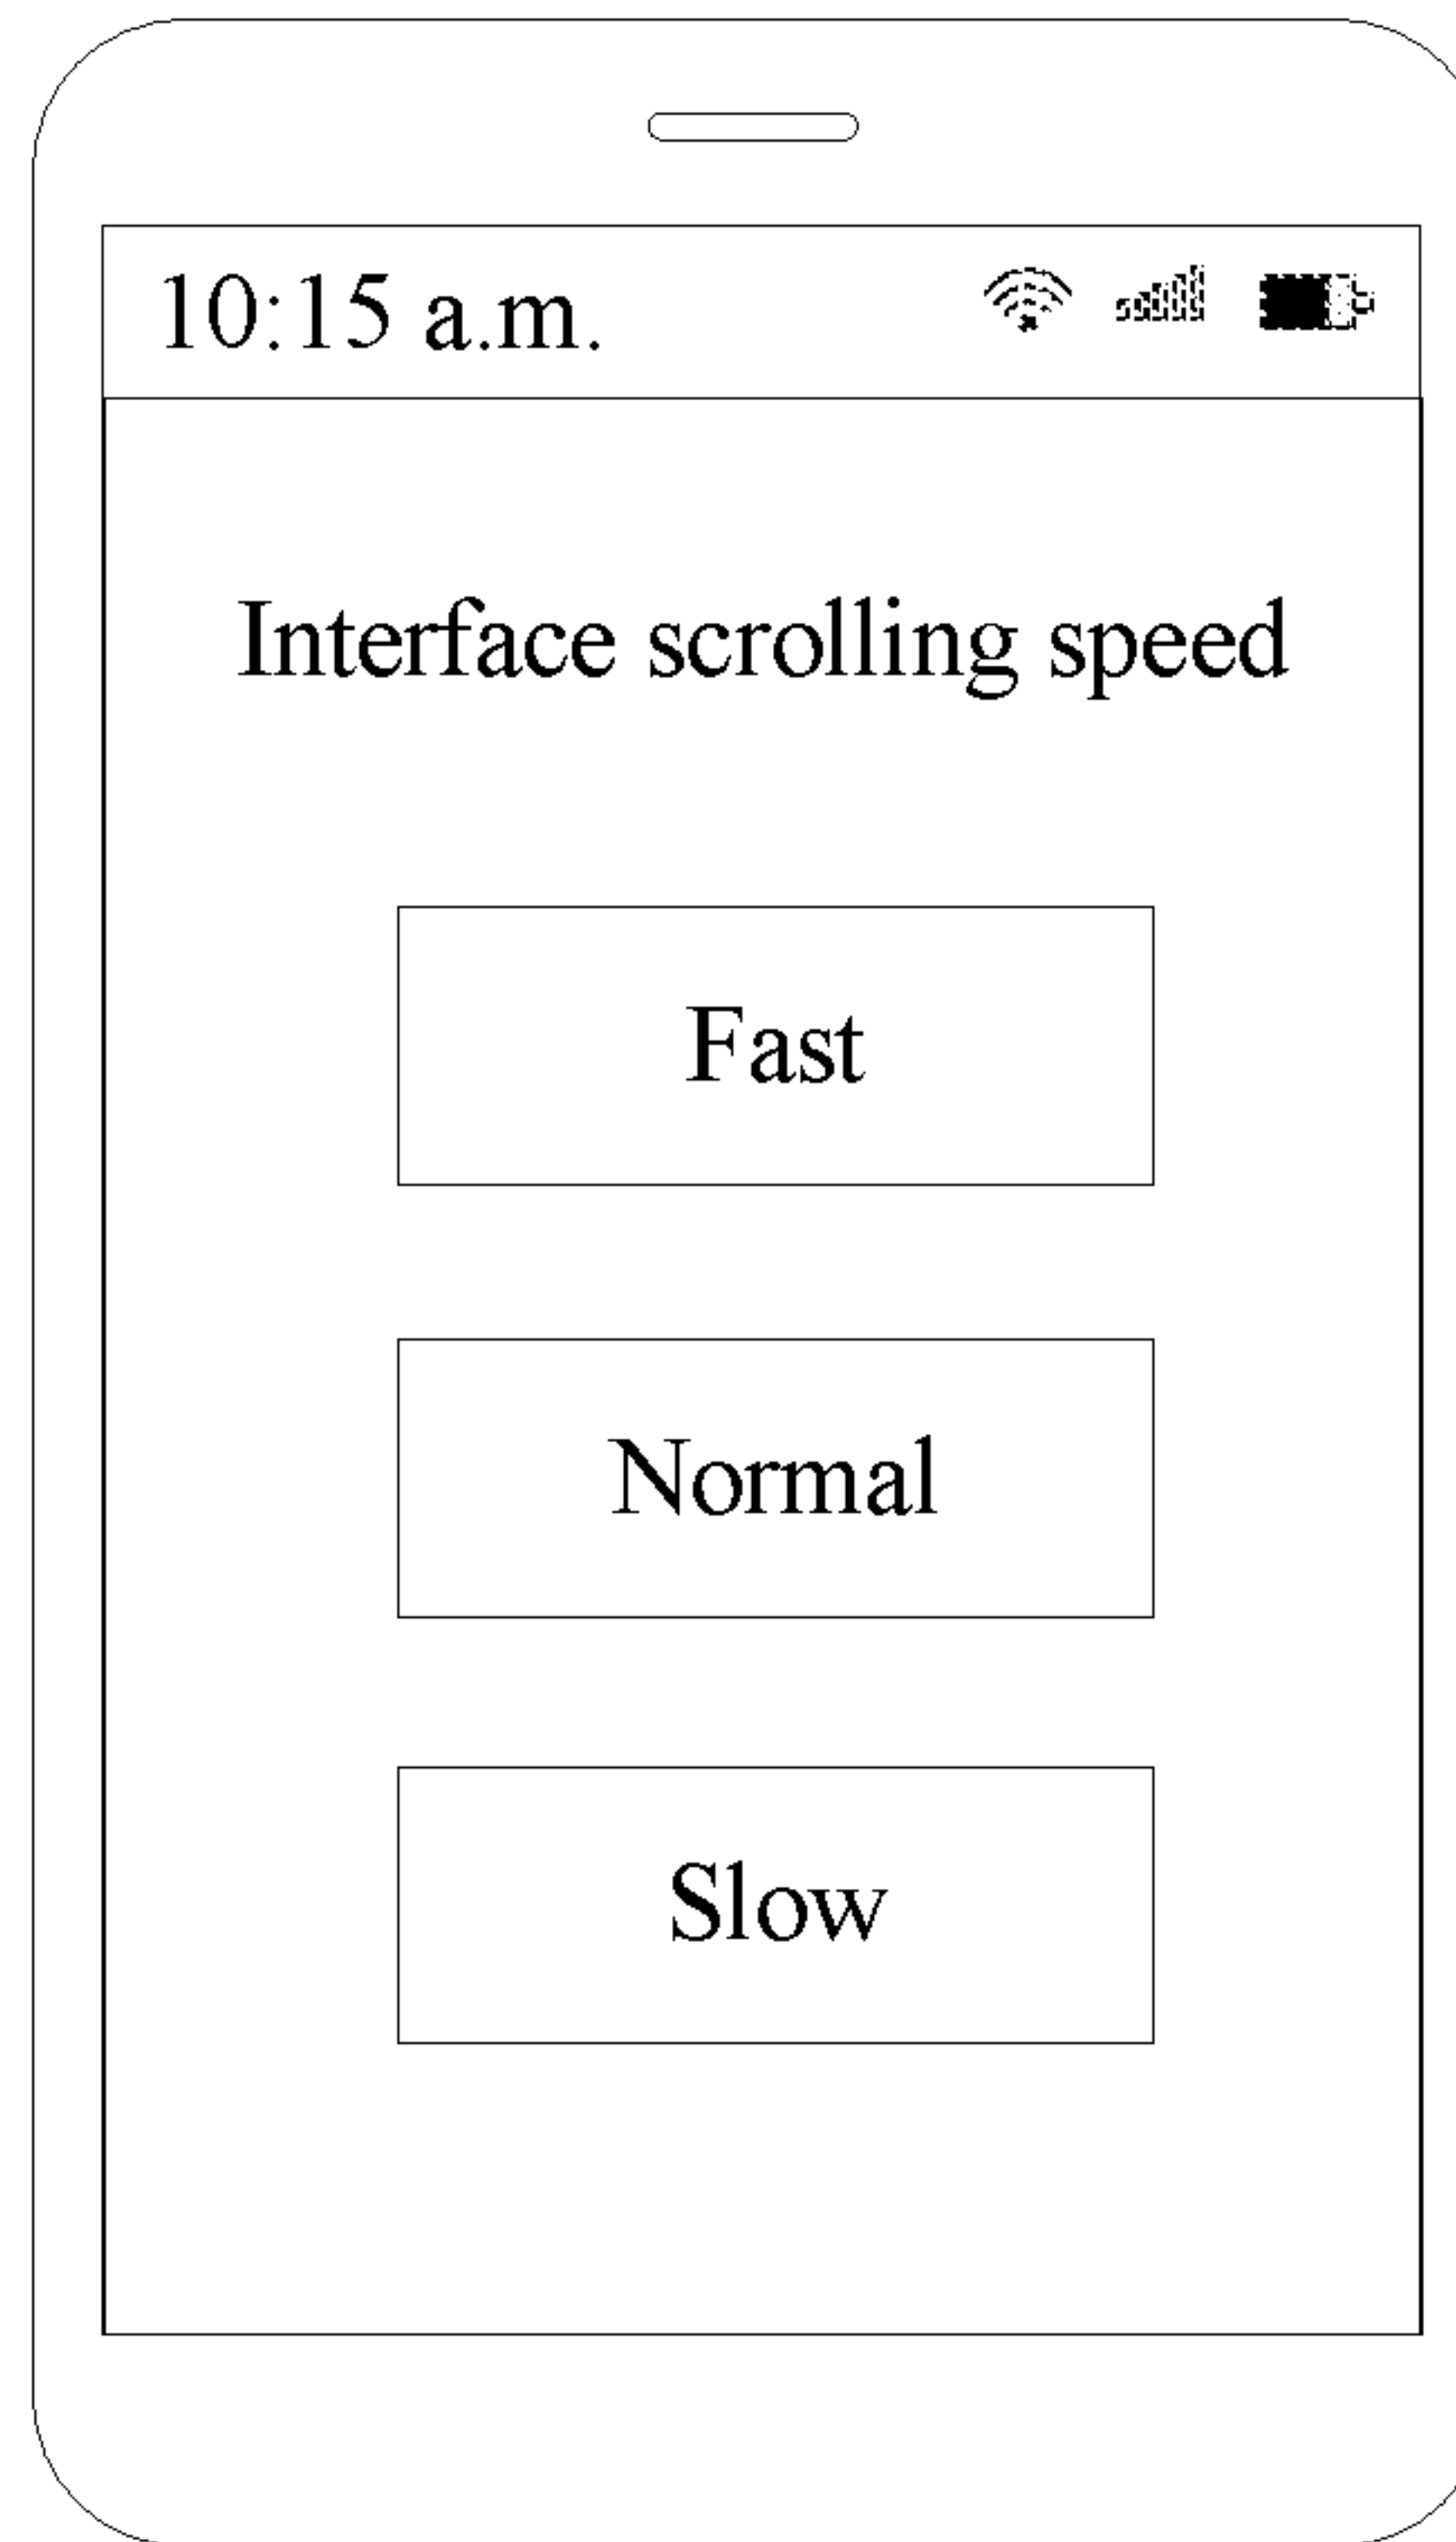 10:15 a.m.
Interface scrolling speed
Fast
Normal
Slow